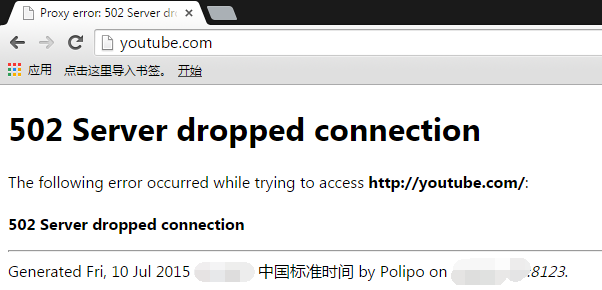 Proxy error: 502 Server dr
youtube.com
应用 点击这里导入书签。 开始
502 Server dropped connection
The following error occurred while trying to access http://youtube.com/:
502 Server dropped connection
Generated Fri, 10 Jul 2015 中国标准时间 by Polipo on :8123.